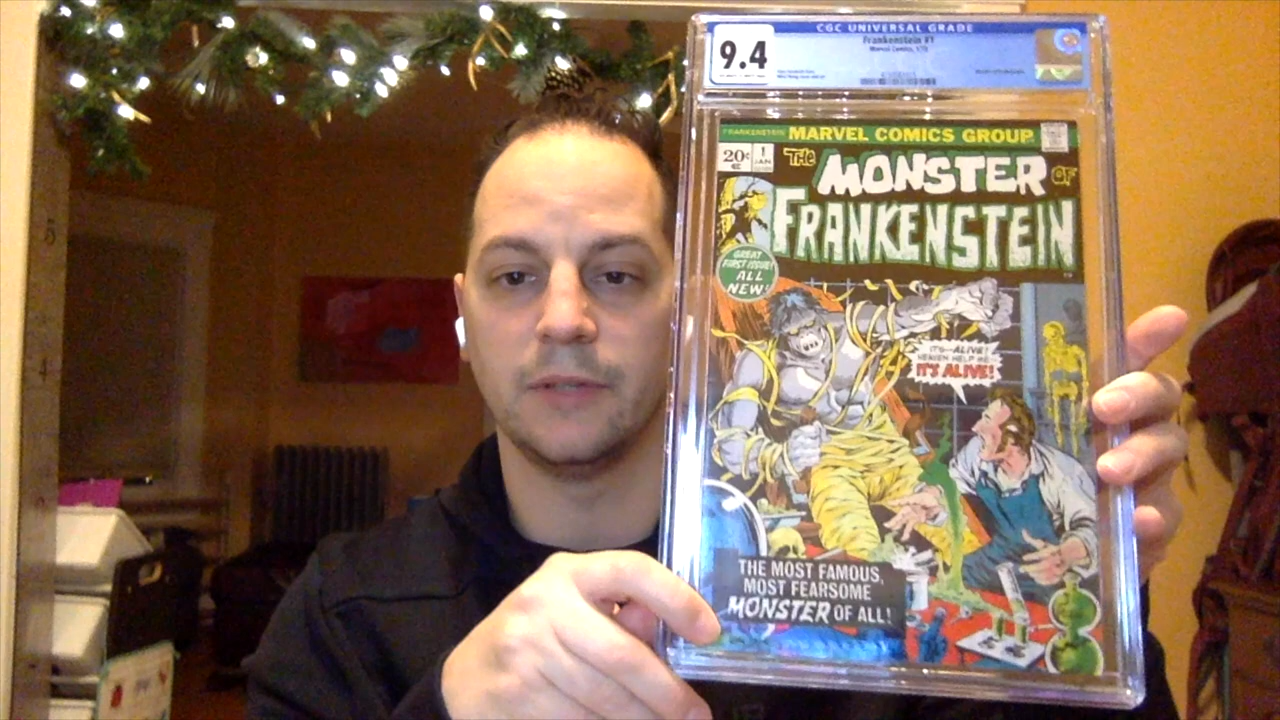 CGC UNIVERSAL GRADE
9.4
Frankenstein #1
Marvel Comics, 1/73
FRANKENSTEIN MARVEL COMICS GROUP
20¢
1
JAN
THE
MONSTER OF
FRANKENSTEIN
GREAT
FIRST ISSUE!
ALL
NEW!
IT'S--ALIVE!
HEAVEN HELP ME--
IT'S ALIVE!
THE MOST FAMOUS,
MOST FEARSOME
MONSTER OF ALL!
5
4